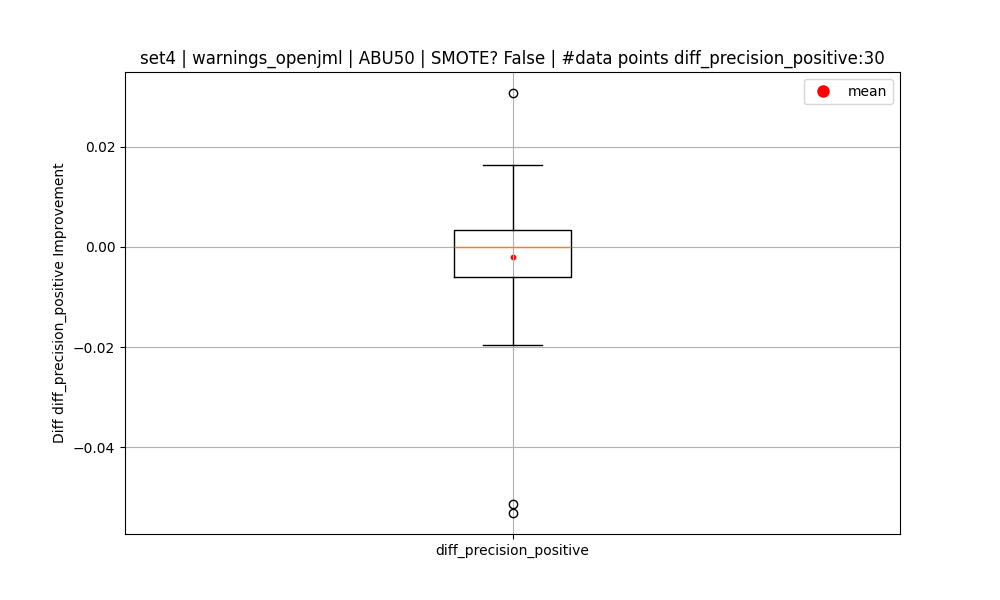 set4 | warnings_openjml | ABU50 | SMOTE? False | #data points diff_precision_positive:30
mean
0.02
0.00
−0.02
−0.04
Diff diff_precision_positive Improvement
diff_precision_positive